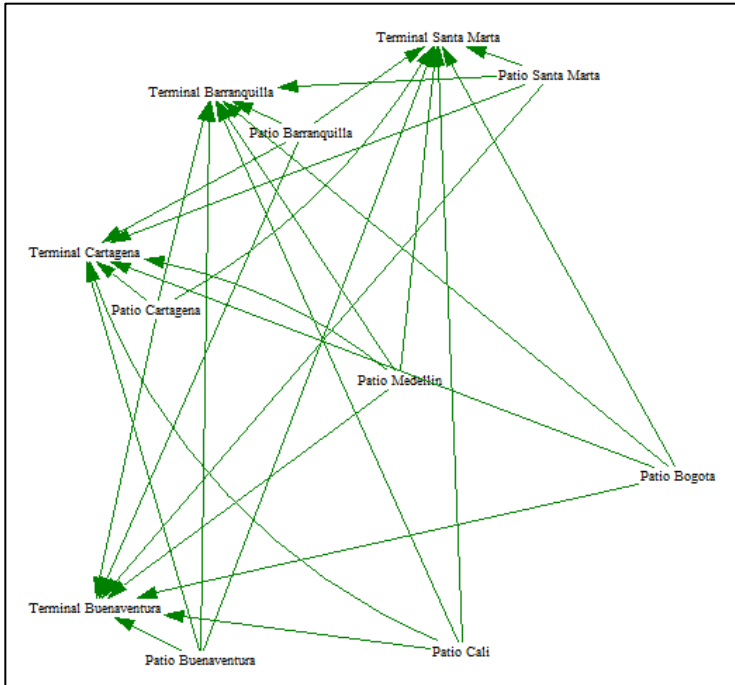 Terminal Santa Marta
Patio Santa Marta
Terminal Barranquilla
Patio Barranquilla
Terminal Cartagena
Patio Cartagena
Patio Medellin
Patio Bogota
Terminal Buenaventura
Patio Cali
Patio Buenaventura